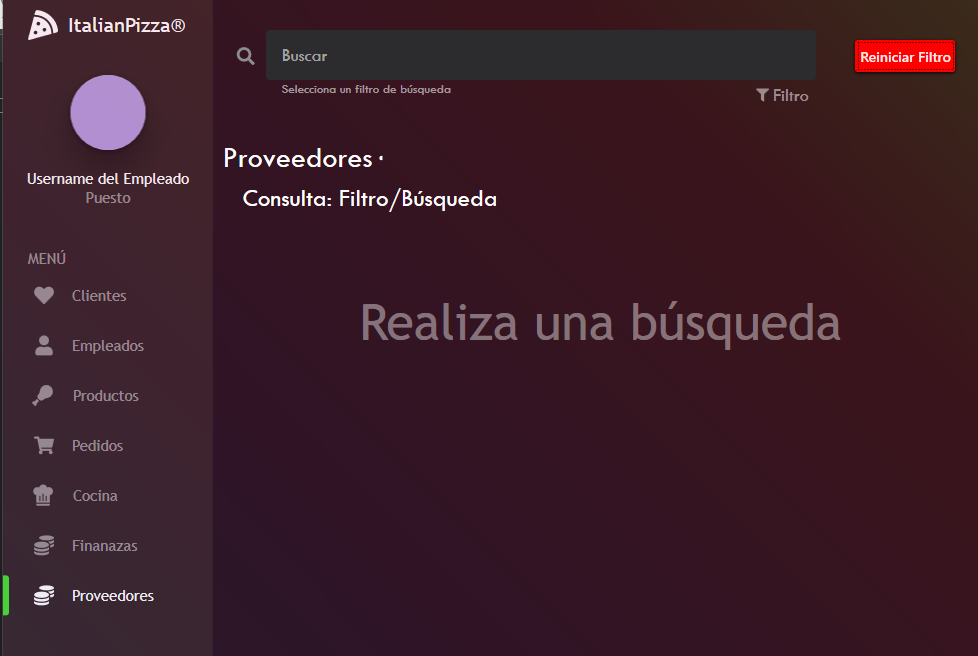 ItalianPizza®
Username del Empleado
Puesto
MENÚ
Clientes
Empleados
Productos
Pedidos
Cocina
Finanazas
Proveedores
Buscar
Reiniciar Filtro
Selecciona un filtro de búsqueda
Filtro
Proveedores ·
Consulta: Filtro/Búsqueda
Realiza una búsqueda